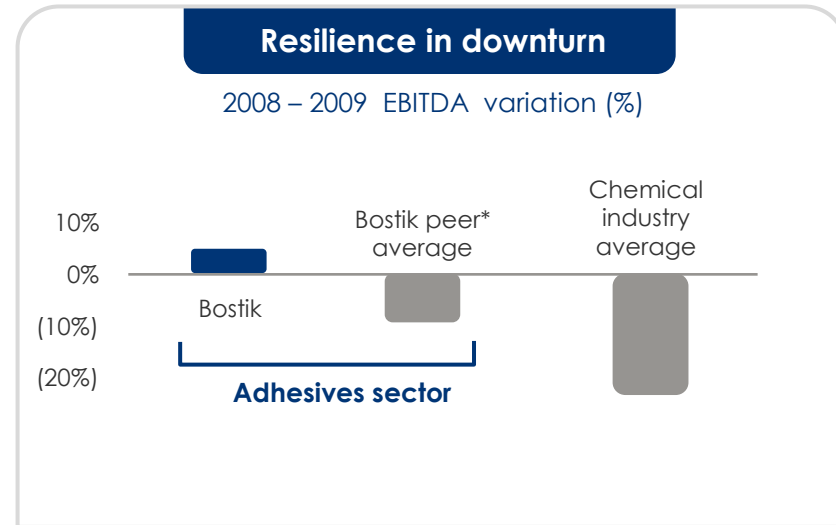 Resilience in downturn
2008 – 2009 EBITDA variation (%)
Chemical
industry
average
Bostik peer*
average
10%
0%
Bostik
(10%)
(20%)
Adhesives sector